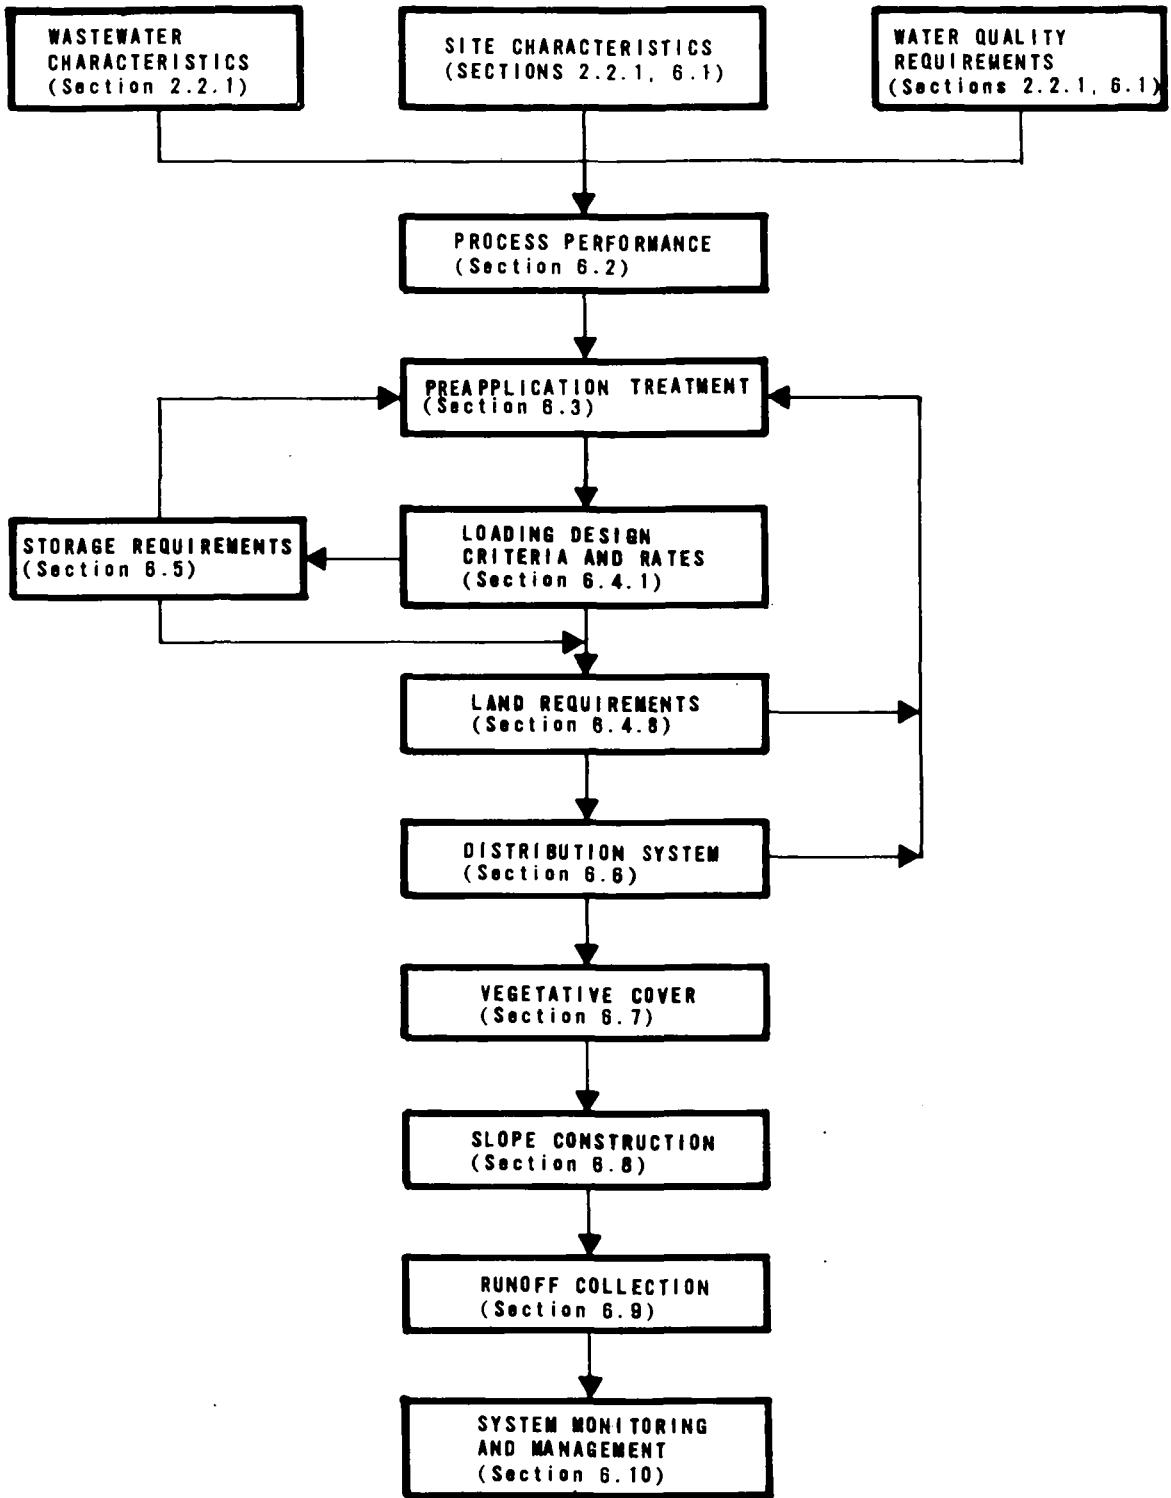 WASTEWATER
CHARACTERISTICS
(Section 2.2.1)
SITE CHARACTERISTICS
(SECTIONS 2.2.1, 6.1)
WATER QUALITY
REQUIREMENTS
(Sections 2.2.1, 6.1)
PROCESS PERFORMANCE
(Section 6.2)
PREAPPLICATION TREATMENT
(Section 6.3)
LOADING DESIGN
CRITERIA AND RATES
(Section 6.4.1)
STORAGE REQUIREMENTS
(Section 6.5)
LAND REQUIREMENTS
(Section 6.4.8)
DISTRIBUTION SYSTEM
(Section 6.6)
VEGETATIVE COVER
(Section 6.7)
SLOPE CONSTRUCTION
(Section 6.8)
RUNOFF COLLECTION
(Section 6.9)
SYSTEM MONITORING
AND MANAGEMENT
(Section 6.10)